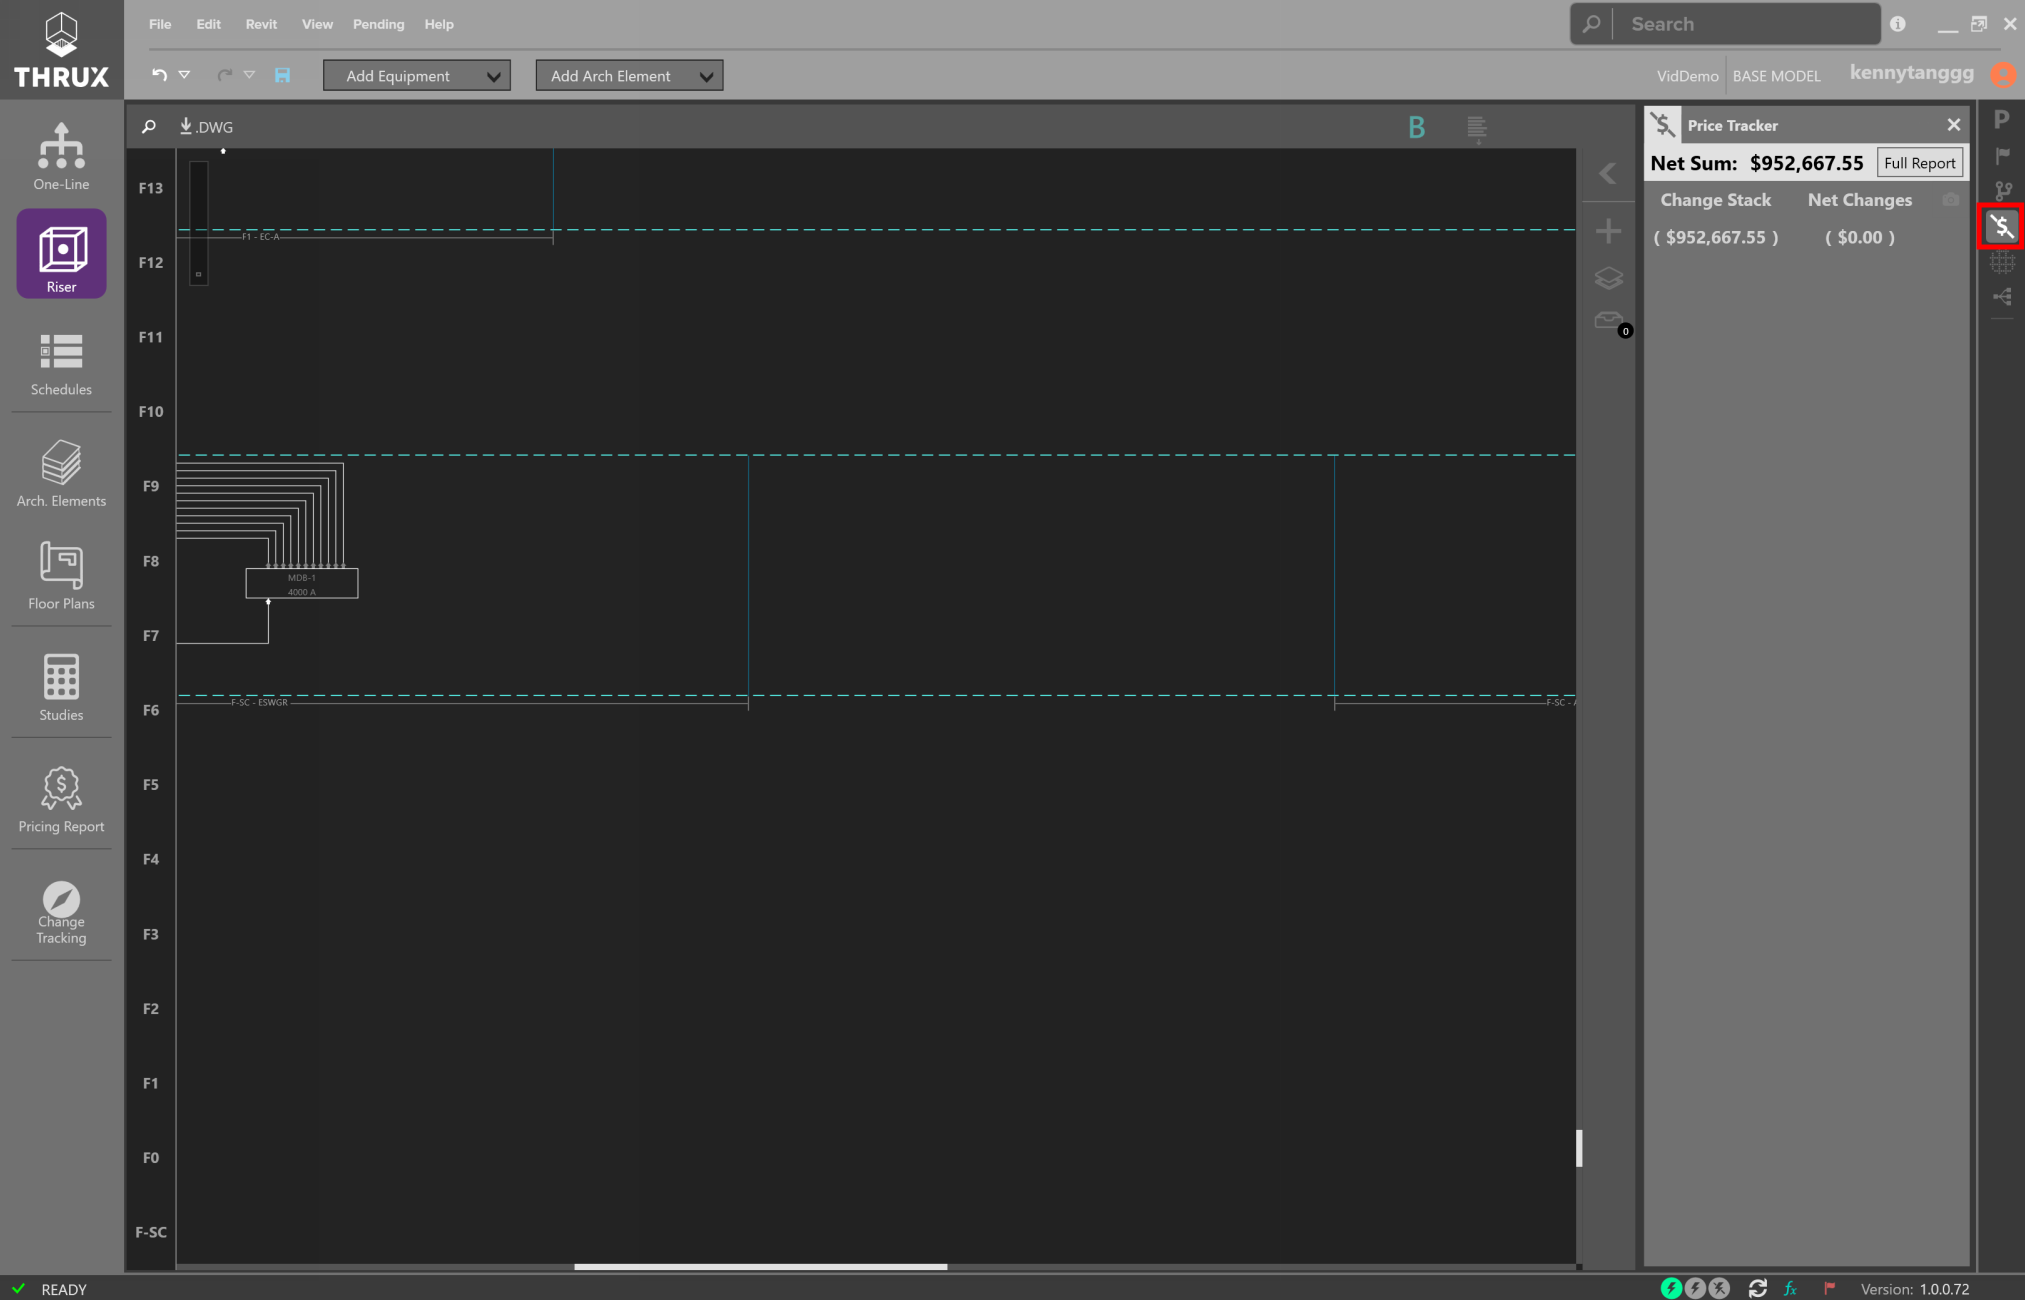 THRUX
File Edit Revit View Pending Help
Search
Add Equipment
Add Arch Element
VidDemo BASE MODEL kennytanggg
.DWG
B
Price Tracker
Net Sum: $952,667.55 Full Report
Change Stack Net Changes
( $952,667.55 ) ( $0.00 )
P
One-Line
Riser
Schedules
Arch. Elements
Floor Plans
Studies
Pricing Report
Change
Tracking
F13
F1 - EC-A
F12
F11
0
F10
F9
F8
MDB-1
4000 A
F7
F-SC - ESWGR
F-SC - A
F6
F5
F4
F3
F2
F1
F0
F-SC
READY
fx
Version: 1.0.0.72